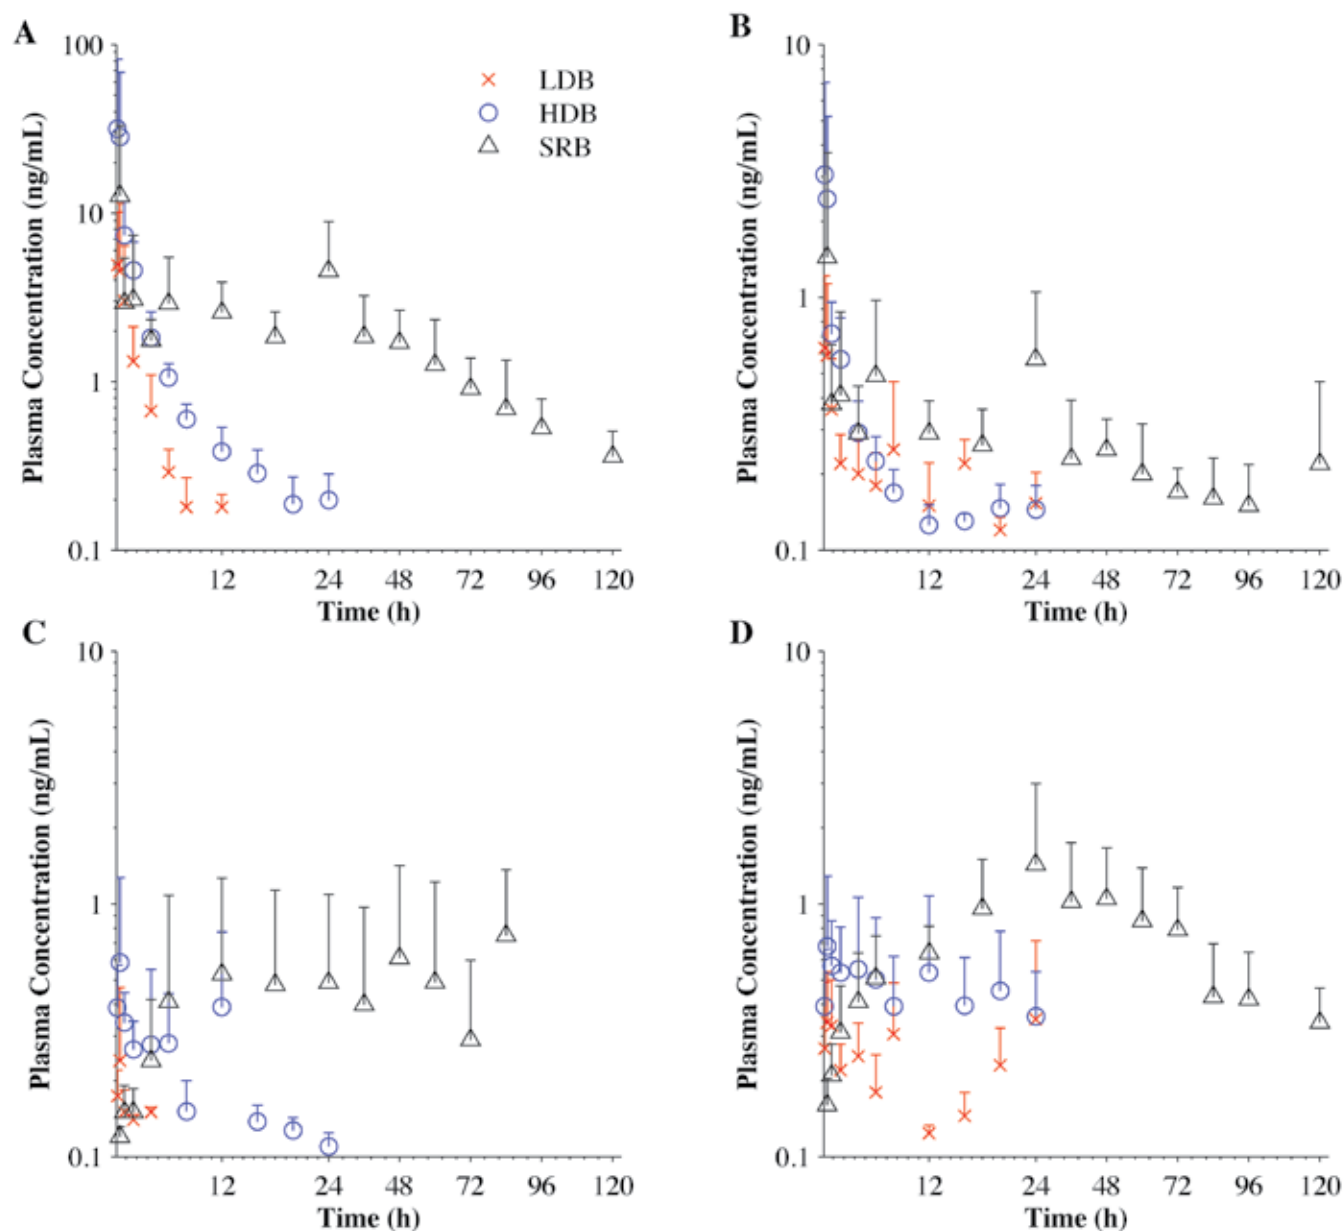 A
B
100
10
1
0.1
Plasma Concentration (ng/mL)
LDB
HDB
SRB
12 24 48 72 96 120
Time (h)
10
1
0.1
Plasma Concentration (ng/mL)
12 24 48 72 96 120
Time (h)
C
D
10
1
0.1
Plasma Concentration (ng/mL)
12 24 48 72 96 120
Time (h)
10
1
0.1
Plasma Concentration (ng/mL)
12 24 48 72 96 120
Time (h)